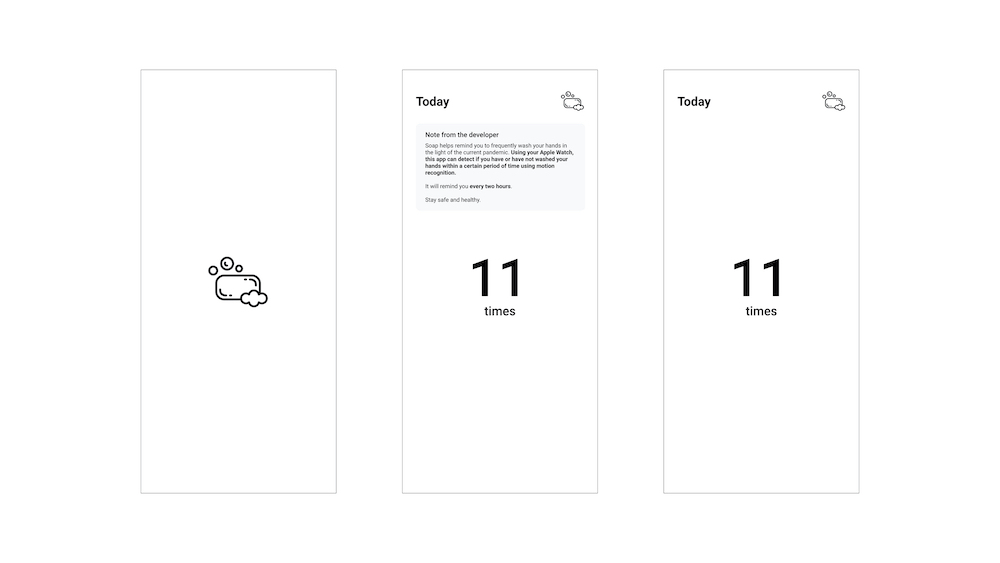 Today
Note from the developer
Soap helps remind you to frequently wash your hands in
the light of the current pandemic. Using your Apple Watch,
this app can detect if you have or have not washed your
hands within a certain period of time using motion
recognition.
It will remind you every two hours.
Stay safe and healthy
11
times
Today
11
times